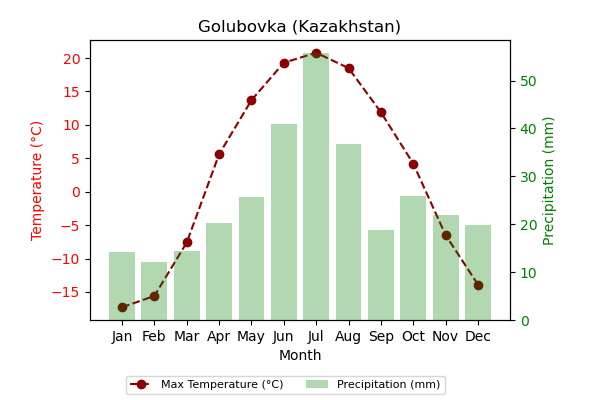 Golubovka (Kazakhstan)
Temperature (°C)
20
15
10
5
0
−5
−10
−15
50
40
30
20
10
0
Precipitation (mm)
Jan Feb Mar Apr May Jun Jul Aug Sep Oct Nov Dec
Month
Max Temperature (°C) Precipitation (mm)